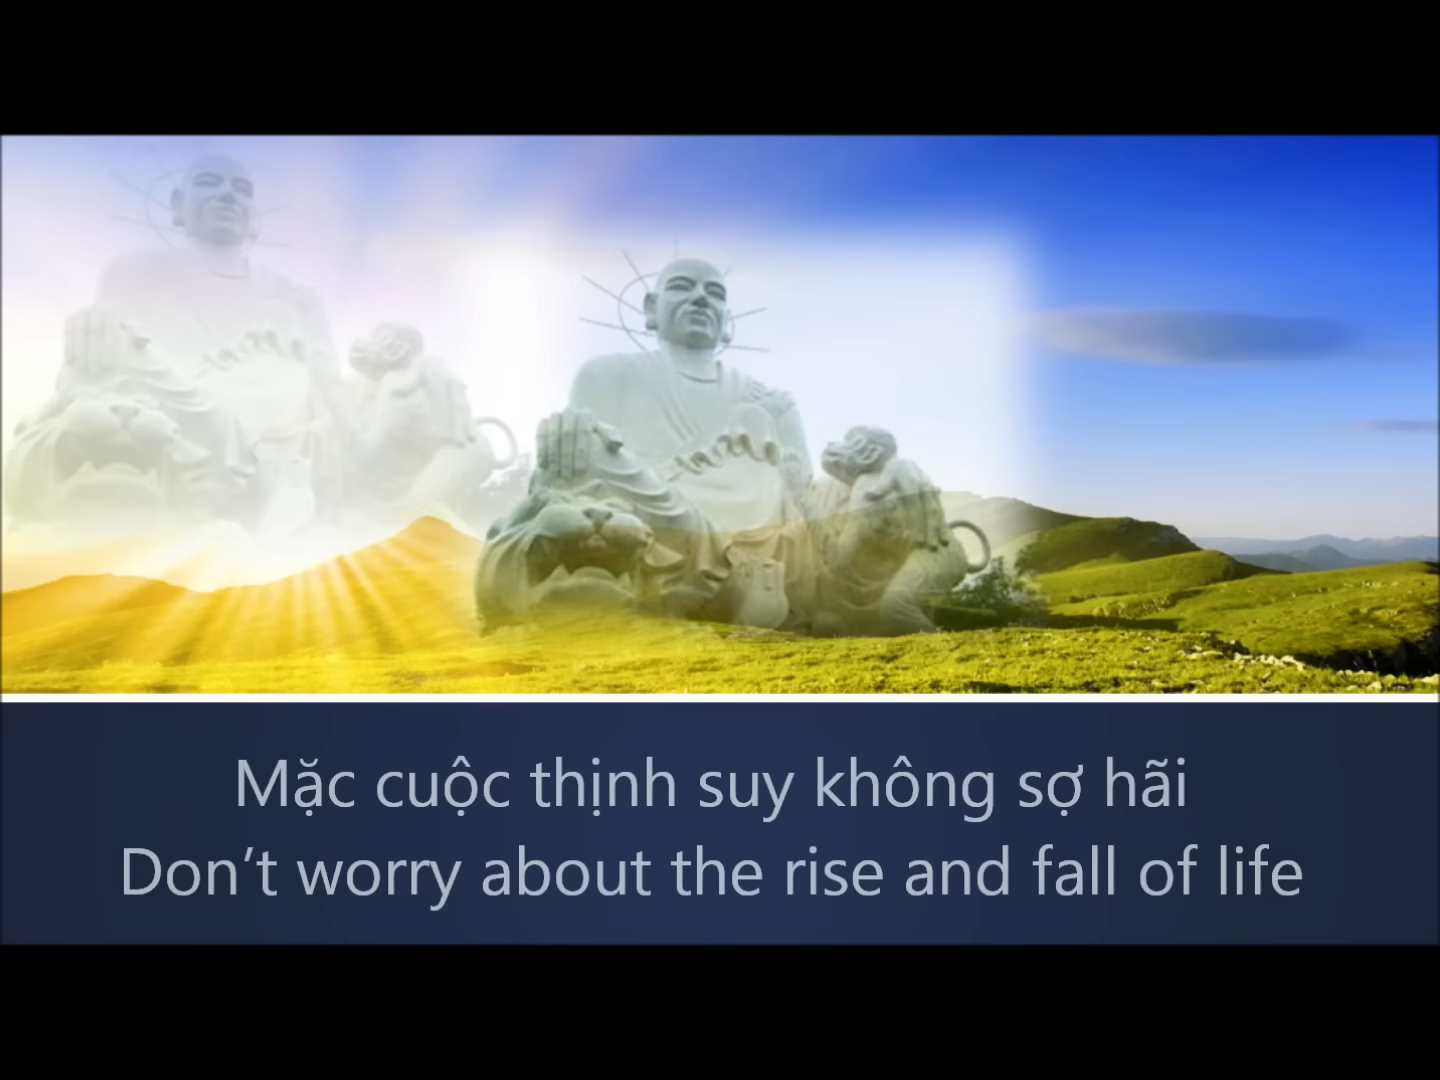 Mặc cuộc thịnh suy không sợ hãi
Don’t worry about the rise and fall of life